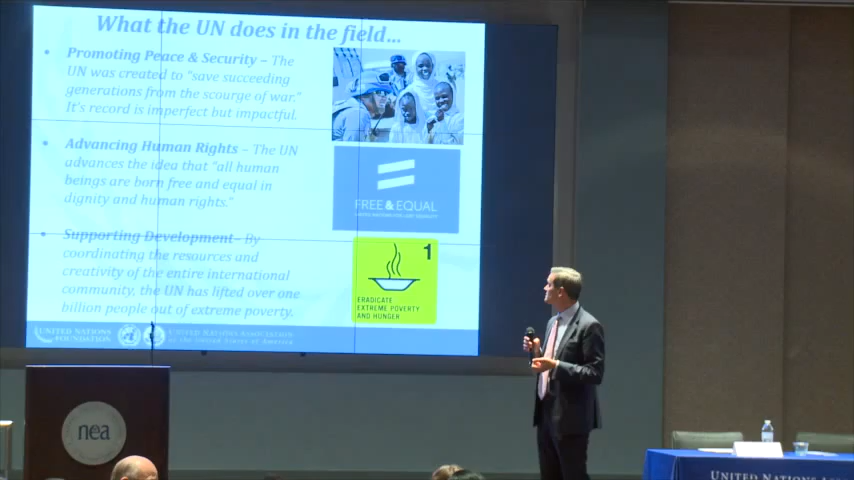 What the UN does in the field...
• Promoting Peace & Security – The
UN was created to "save succeeding
generations from the scourge of war."
It's record is imperfect but impactful.
• Advancing Human Rights – The UN
advances the idea that "all human
beings are born free and equal in
dignity and human rights."
• Supporting Development– By
coordinating the resources and
creativity of the entire international
community, the UN has lifted over one
billion people out of extreme poverty.
FREE & EQUAL
UNITED NATIONS FOR LGBT EQUALITY
1
ERADICATE
EXTREME POVERTY
AND HUNGER
UNITED NATIONS
FOUNDATION
UNITED NATIONS ASSOCIATION
of the United States of America
nea
UNITED NATIONS